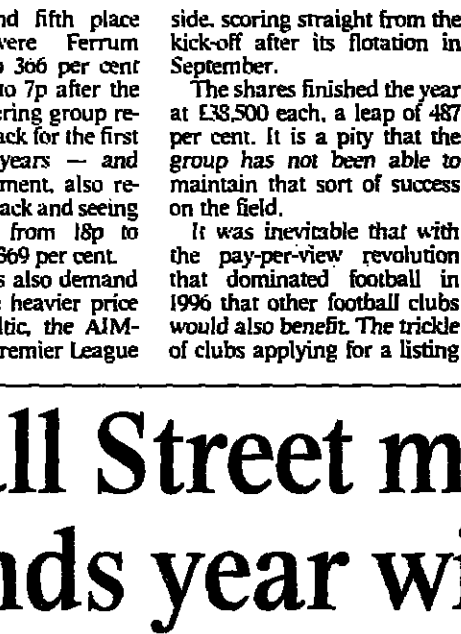 nd fifth place
vere Ferrum
o 366 per cent
to 7p after the
ering group re-
ack for the first
years — and
ment, also re-
ack and seeing
from 18p to
369 per cent.
s also demand
e heavier price
ltic, the AIM-
remier League
side, scoring straight from the
kick-off after its flotation in
September.
The shares finished the year
at £38,500 each, a leap of 487
per cent. It is a pity that the
group has not been able to
maintain that sort of success
on the field.
It was inevitable that with
the pay-per-view revolution
that dominated football in
1996 that other football clubs
would also benefit. The trickle
of clubs applying for a listing
all Street m
nds year wi